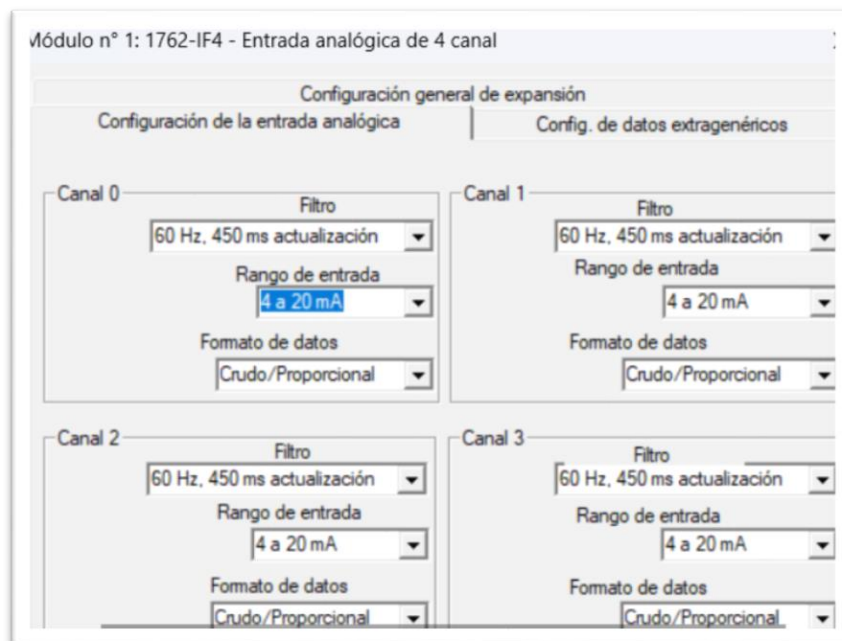 Módulo n° 1: 1762-IF4 - Entrada analógica de 4 canal
Configuración general de expansión
Configuración de la entrada analógica
Config. de datos extragenéricos
Canal 0
Filtro
60 Hz, 450 ms actualización
Rango de entrada
4 a 20 mA
Formato de datos
Crudo/Proporcional
Canal 1
Filtro
60 Hz, 450 ms actualización
Rango de entrada
4 a 20 mA
Formato de datos
Crudo/Proporcional
Canal 2
Filtro
60 Hz, 450 ms actualización
Rango de entrada
4 a 20 mA
Formato de datos
Crudo/Proporcional
Canal 3
Filtro
60 Hz, 450 ms actualización
Rango de entrada
4 a 20 mA
Formato de datos
Crudo/Proporcional